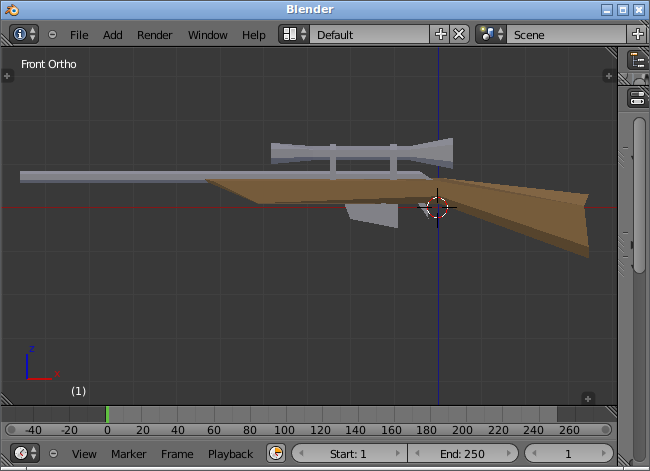 Blender
File Add Render Window Help Default Scene
Front Ortho
z
x
(1)
-40 -20 0 20 40 60 80 100 120 140 160 180 200 220 240 260
View Marker Frame Playback Start: 1 End: 250 1